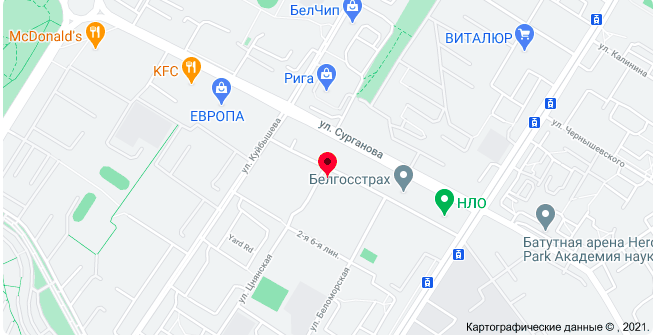 БелЧип
McDonald's
ВИТАЛЮР
ул. Калинина
KFC
Рига
ЕВРОПА
ул. Сурганова
ул. Чернышевского
ул. Куйбышева
Белгосстрах
НЛО
Батутная арена Hero
Park Академия наук
2-я 6-я лин.
Yard Rd
ул. Цнянская
ул. Беломорская
Картографические данные © , 2021.